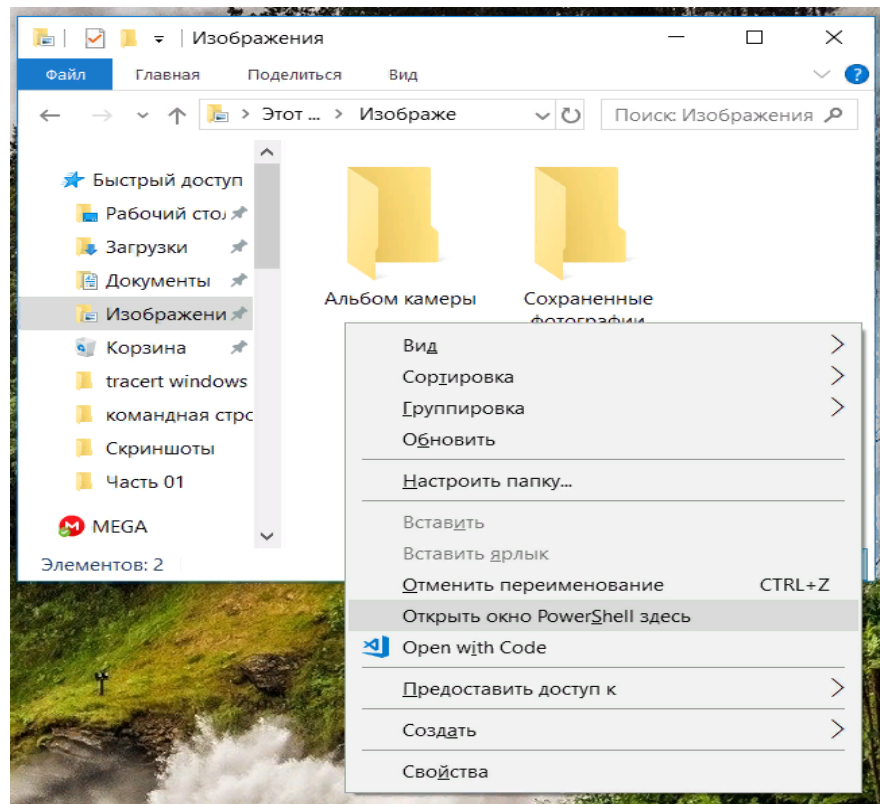 Изображения
Файл Главная Поделиться Вид
Этот ... > Изображе Поиск: Изображения
Быстрый доступ
Рабочий стол
Загрузки
Документы
Изображени
Корзина
tracert windows
командная стро
Скриншоты
Часть 01
MEGA
Альбом камеры
Сохраненные
фотографии
Элементов: 2
Вид
Сортировка
Группировка
Обновить
Настроить папку...
Вставить
Вставить ярлык
Отменить переименование CTRL+Z
Открыть окно PowerShell здесь
Open with Code
Предоставить доступ к
Создать
Свойства